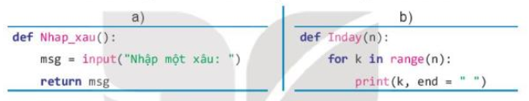 a)
def Nhap_xau():
msg = input("Nhập một xâu: ")
return msg
b)
def Inday(n):
for k in range(n):
print(k, end = " ")